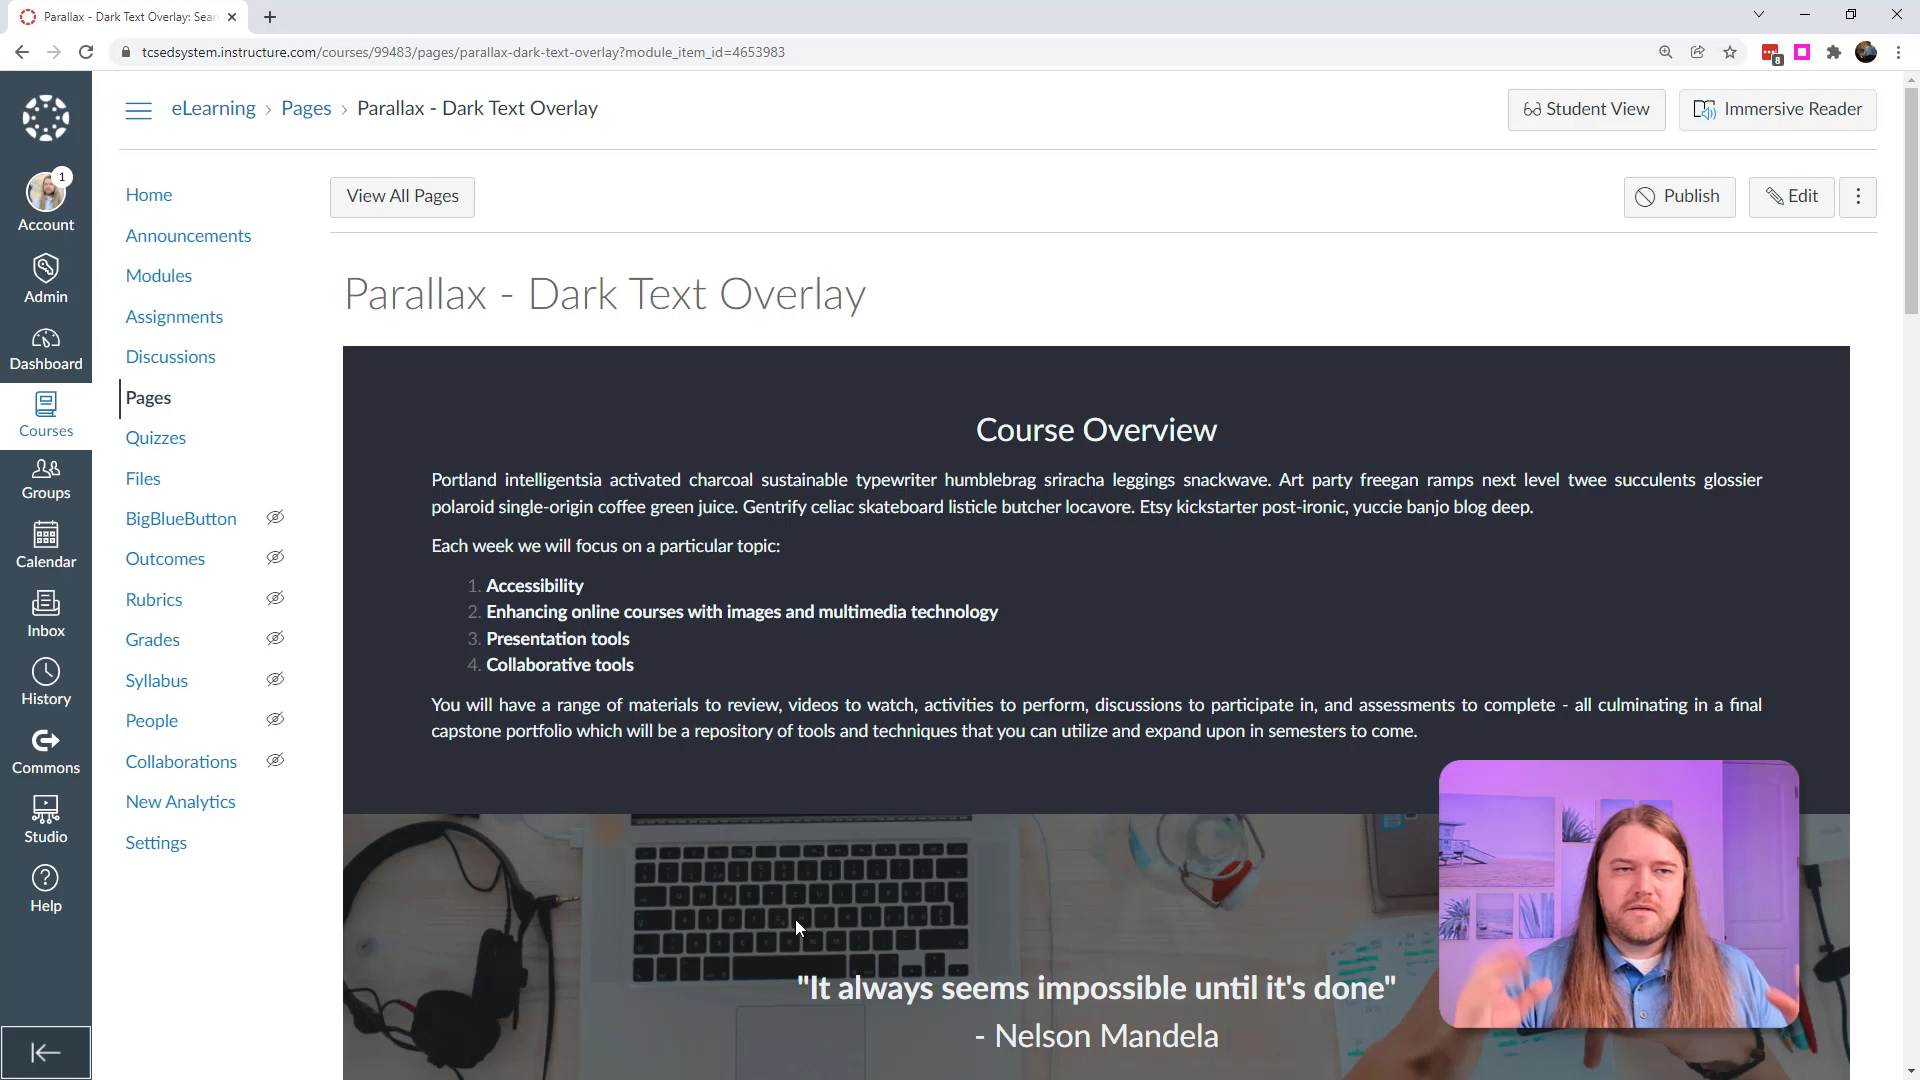 Parallax - Dark Text Overlay: Sear
tcsedsystem.instructure.com/courses/99483/pages/parallax-dark-text-overlay?module_item_id=4653983
8
eLearning › Pages › Parallax - Dark Text Overlay
Student View
Immersive Reader
1
Account
Admin
Dashboard
Courses
Groups
Calendar
Inbox
History
Commons
Studio
Help
Home
Announcements
Modules
Assignments
Discussions
Pages
Quizzes
Files
BigBlueButton
Outcomes
Rubrics
Grades
Syllabus
People
Collaborations
New Analytics
Settings
View All Pages
Publish
Edit
Parallax - Dark Text Overlay
Course Overview
Portland intelligentsia activated charcoal sustainable typewriter humblebrag sriracha leggings snackwave. Art party freegan ramps next level twee succulents glossier
polaroid single-origin coffee green juice. Gentrify celiac skateboard listicle butcher locavore. Etsy kickstarter post-ironic, yuccie banjo blog deep.
Each week we will focus on a particular topic:
1. Accessibility
2. Enhancing online courses with images and multimedia technology
3. Presentation tools
4. Collaborative tools
You will have a range of materials to review, videos to watch, activities to perform, discussions to participate in, and assessments to complete - all culminating in a final
capstone portfolio which will be a repository of tools and techniques that you can utilize and expand upon in semesters to come.
"It always seems impossible until it's done"
- Nelson Mandela